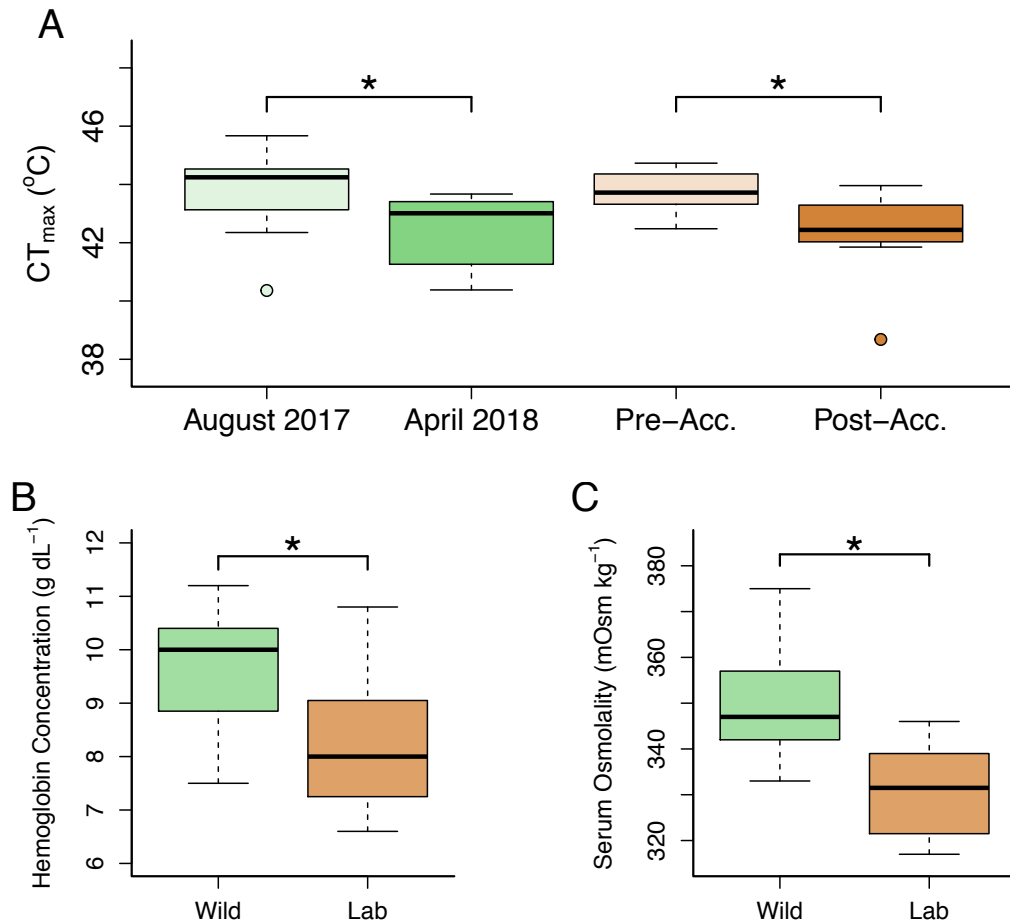 A
CTmax (oC)
46
42
38
*
*
August 2017
April 2018
Pre−Acc.
Post−Acc.
B
Hemoglobin Concentration (g dL−1)
12
11
10
9
8
7
6
*
Wild
Lab
C
Serum Osmolality (mOsm kg−1)
380
360
340
320
*
Wild
Lab